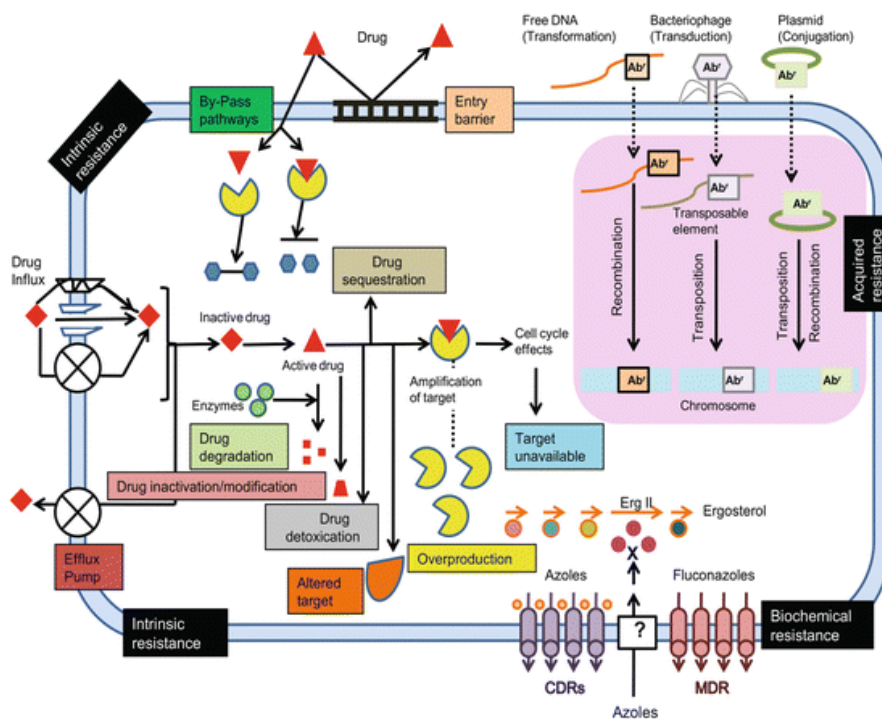 Free DNA
(Transformation)
Bacteriophage
(Transduction)
Plasmid
(Conjugation)
Drug
Abʳ
Abʳ
Abʳ
Intrinsic
resistance
By-Pass
pathways
Entry
barrier
Abʳ
Abʳ
Transposable
element
Abʳ
Acquired
resistance
Recombination
Transposition
Transposition
Recombination
Drug
Influx
Drug
sequestration
Inactive drug
Active drug
Cell cycle
effects
Amplification
of target
Abʳ
Abʳ
Abʳ
Chromosome
Enzymes
Drug
degradation
Target
unavailable
Drug inactivation/modification
Drug
detoxication
Erg II
Ergosterol
X
Overproduction
Efflux
Pump
Altered
target
Azoles
Fluconazoles
Intrinsic
resistance
?
Biochemical
resistance
CDRs
MDR
Azoles